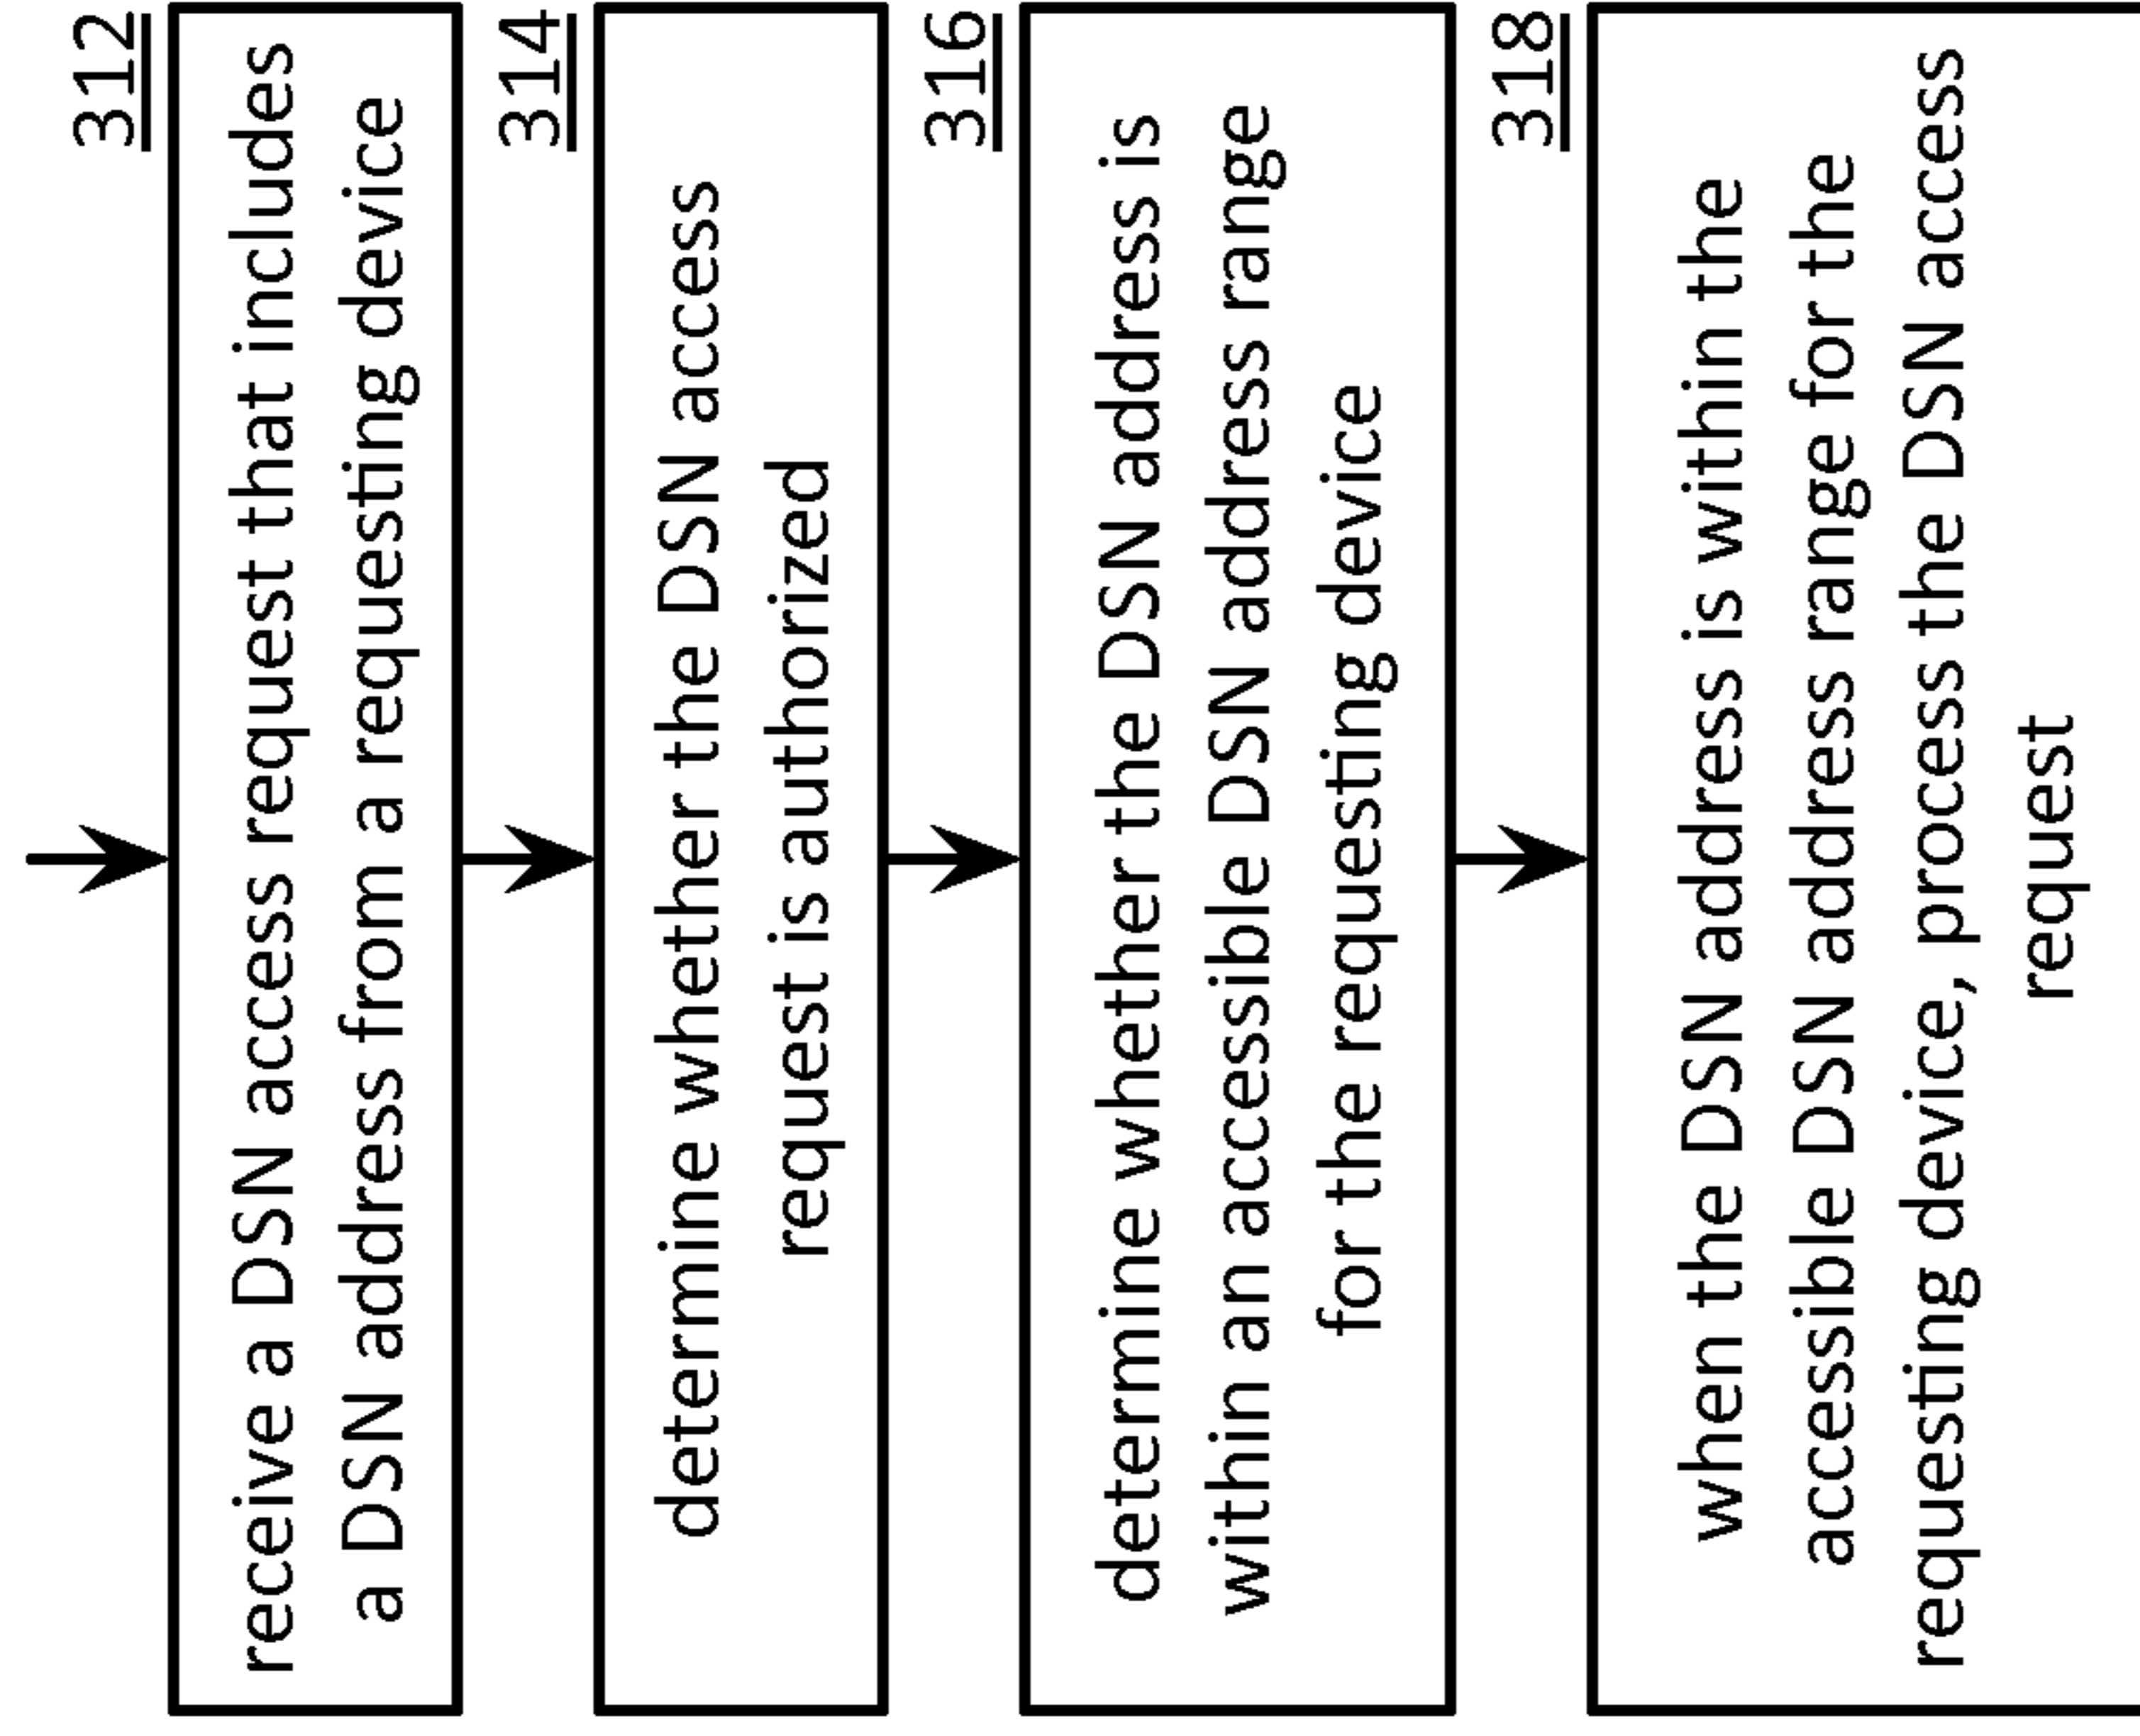 312
receive a DSN access request that includes
a DSN address from a requesting device
314
determine whether the DSN access
request is authorized
316
determine whether the DSN address is
within an accessible DSN address range
for the requesting device
318
when the DSN address is within the
accessible DSN address range for the
requesting device, process the DSN access
request